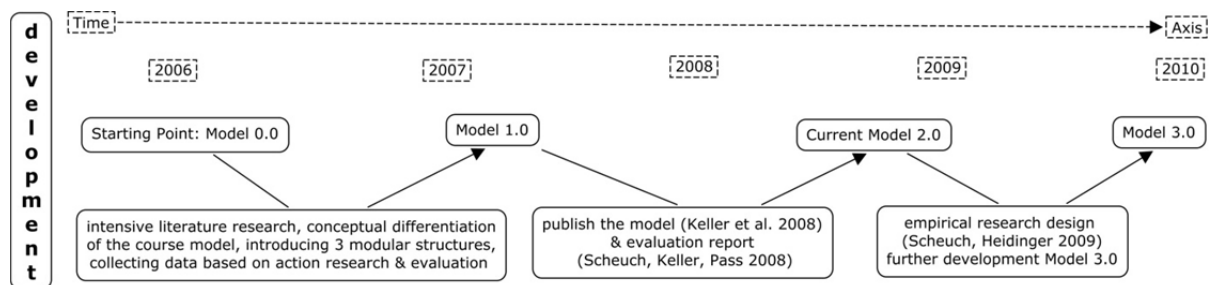 development
Time
Axis
2006
2007
2008
2009
2010
Starting Point: Model 0.0
Model 1.0
Current Model 2.0
Model 3.0
intensive literature research, conceptual differentiation
of the course model, introducing 3 modular structures,
collecting data based on action research & evaluation
publish the model (Keller et al. 2008)
& evaluation report
(Scheuch, Keller, Pass 2008)
empirical research design
(Scheuch, Heidinger 2009)
further development Model 3.0